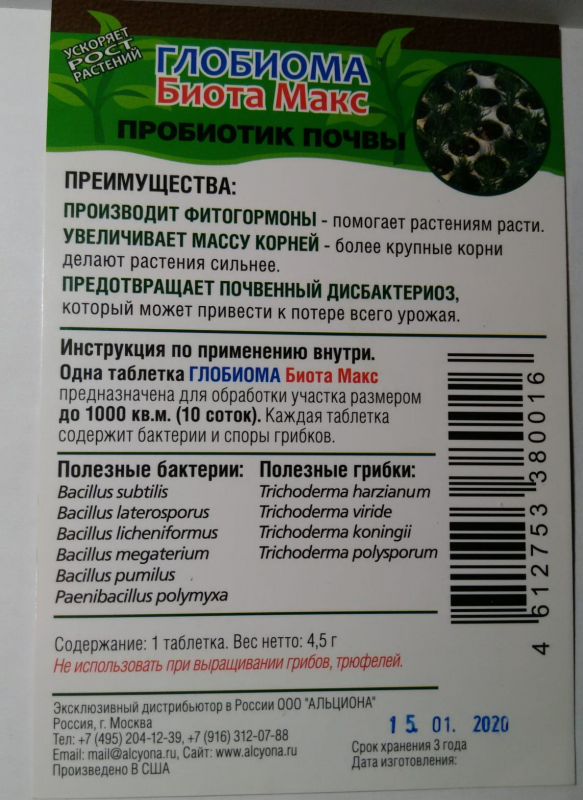 УСКОРЯЕТ
РОСТ
РАСТЕНИЙ
ГЛОБИОМА
Биота Макс
ПРОБИОТИК ПОЧВЫ
ПРЕИМУЩЕСТВА:
ПРОИЗВОДИТ ФИТОГОРМОНЫ - помогает растениям расти.
УВЕЛИЧИВАЕТ МАССУ КОРНЕЙ - более крупные корни
делают растения сильнее.
ПРЕДОТВРАЩАЕТ ПОЧВЕННЫЙ ДИСБАКТЕРИОЗ,
который может привести к потере всего урожая.
Инструкция по применению внутри.
Одна таблетка ГЛОБИОМА Биота Макс
предназначена для обработки участка размером
до 1000 кв.м. (10 соток). Каждая таблетка
содержит бактерии и споры грибков.
Полезные бактерии:
Bacillus subtilis
Bacillus laterosporus
Bacillus licheniformus
Bacillus megaterium
Bacillus pumilus
Paenibacillus polymyxa
Полезные грибки:
Trichoderma harzianum
Trichoderma viride
Trichoderma koningii
Trichoderma polysporum
4 612753 380016
Содержание: 1 таблетка. Вес нетто: 4,5 г
Не использовать при выращивании грибов, трюфелей.
Эксклюзивный дистрибьютор в России ООО "АЛЬЦИОНА"
Россия, г. Москва
Тел: +7 (495) 204-12-39, +7 (916) 312-07-88
Email: mail@alcyona.ru, Сайт: www.alcyona.ru
Произведено В США
15. 01. 2020
Срок хранения 3 года
Дата изготовления: